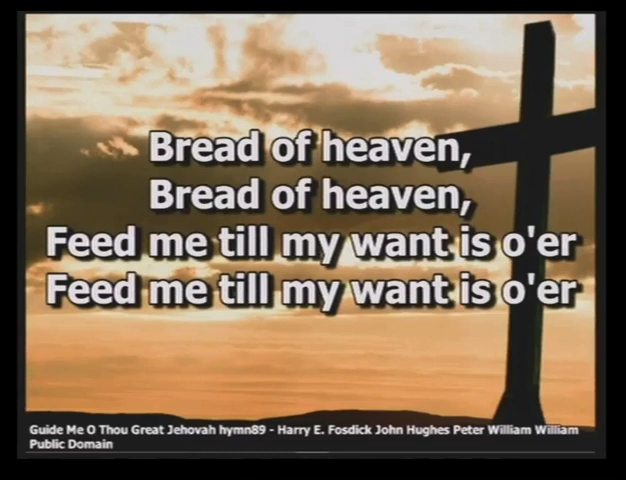 Bread of heaven,
Bread of heaven,
Feed me till my want is o'er
Feed me till my want is o'er
Guide Me O Thou Great Jehovah hymn89 - Harry E. Fosdick John Hughes Peter William William
Public Domain